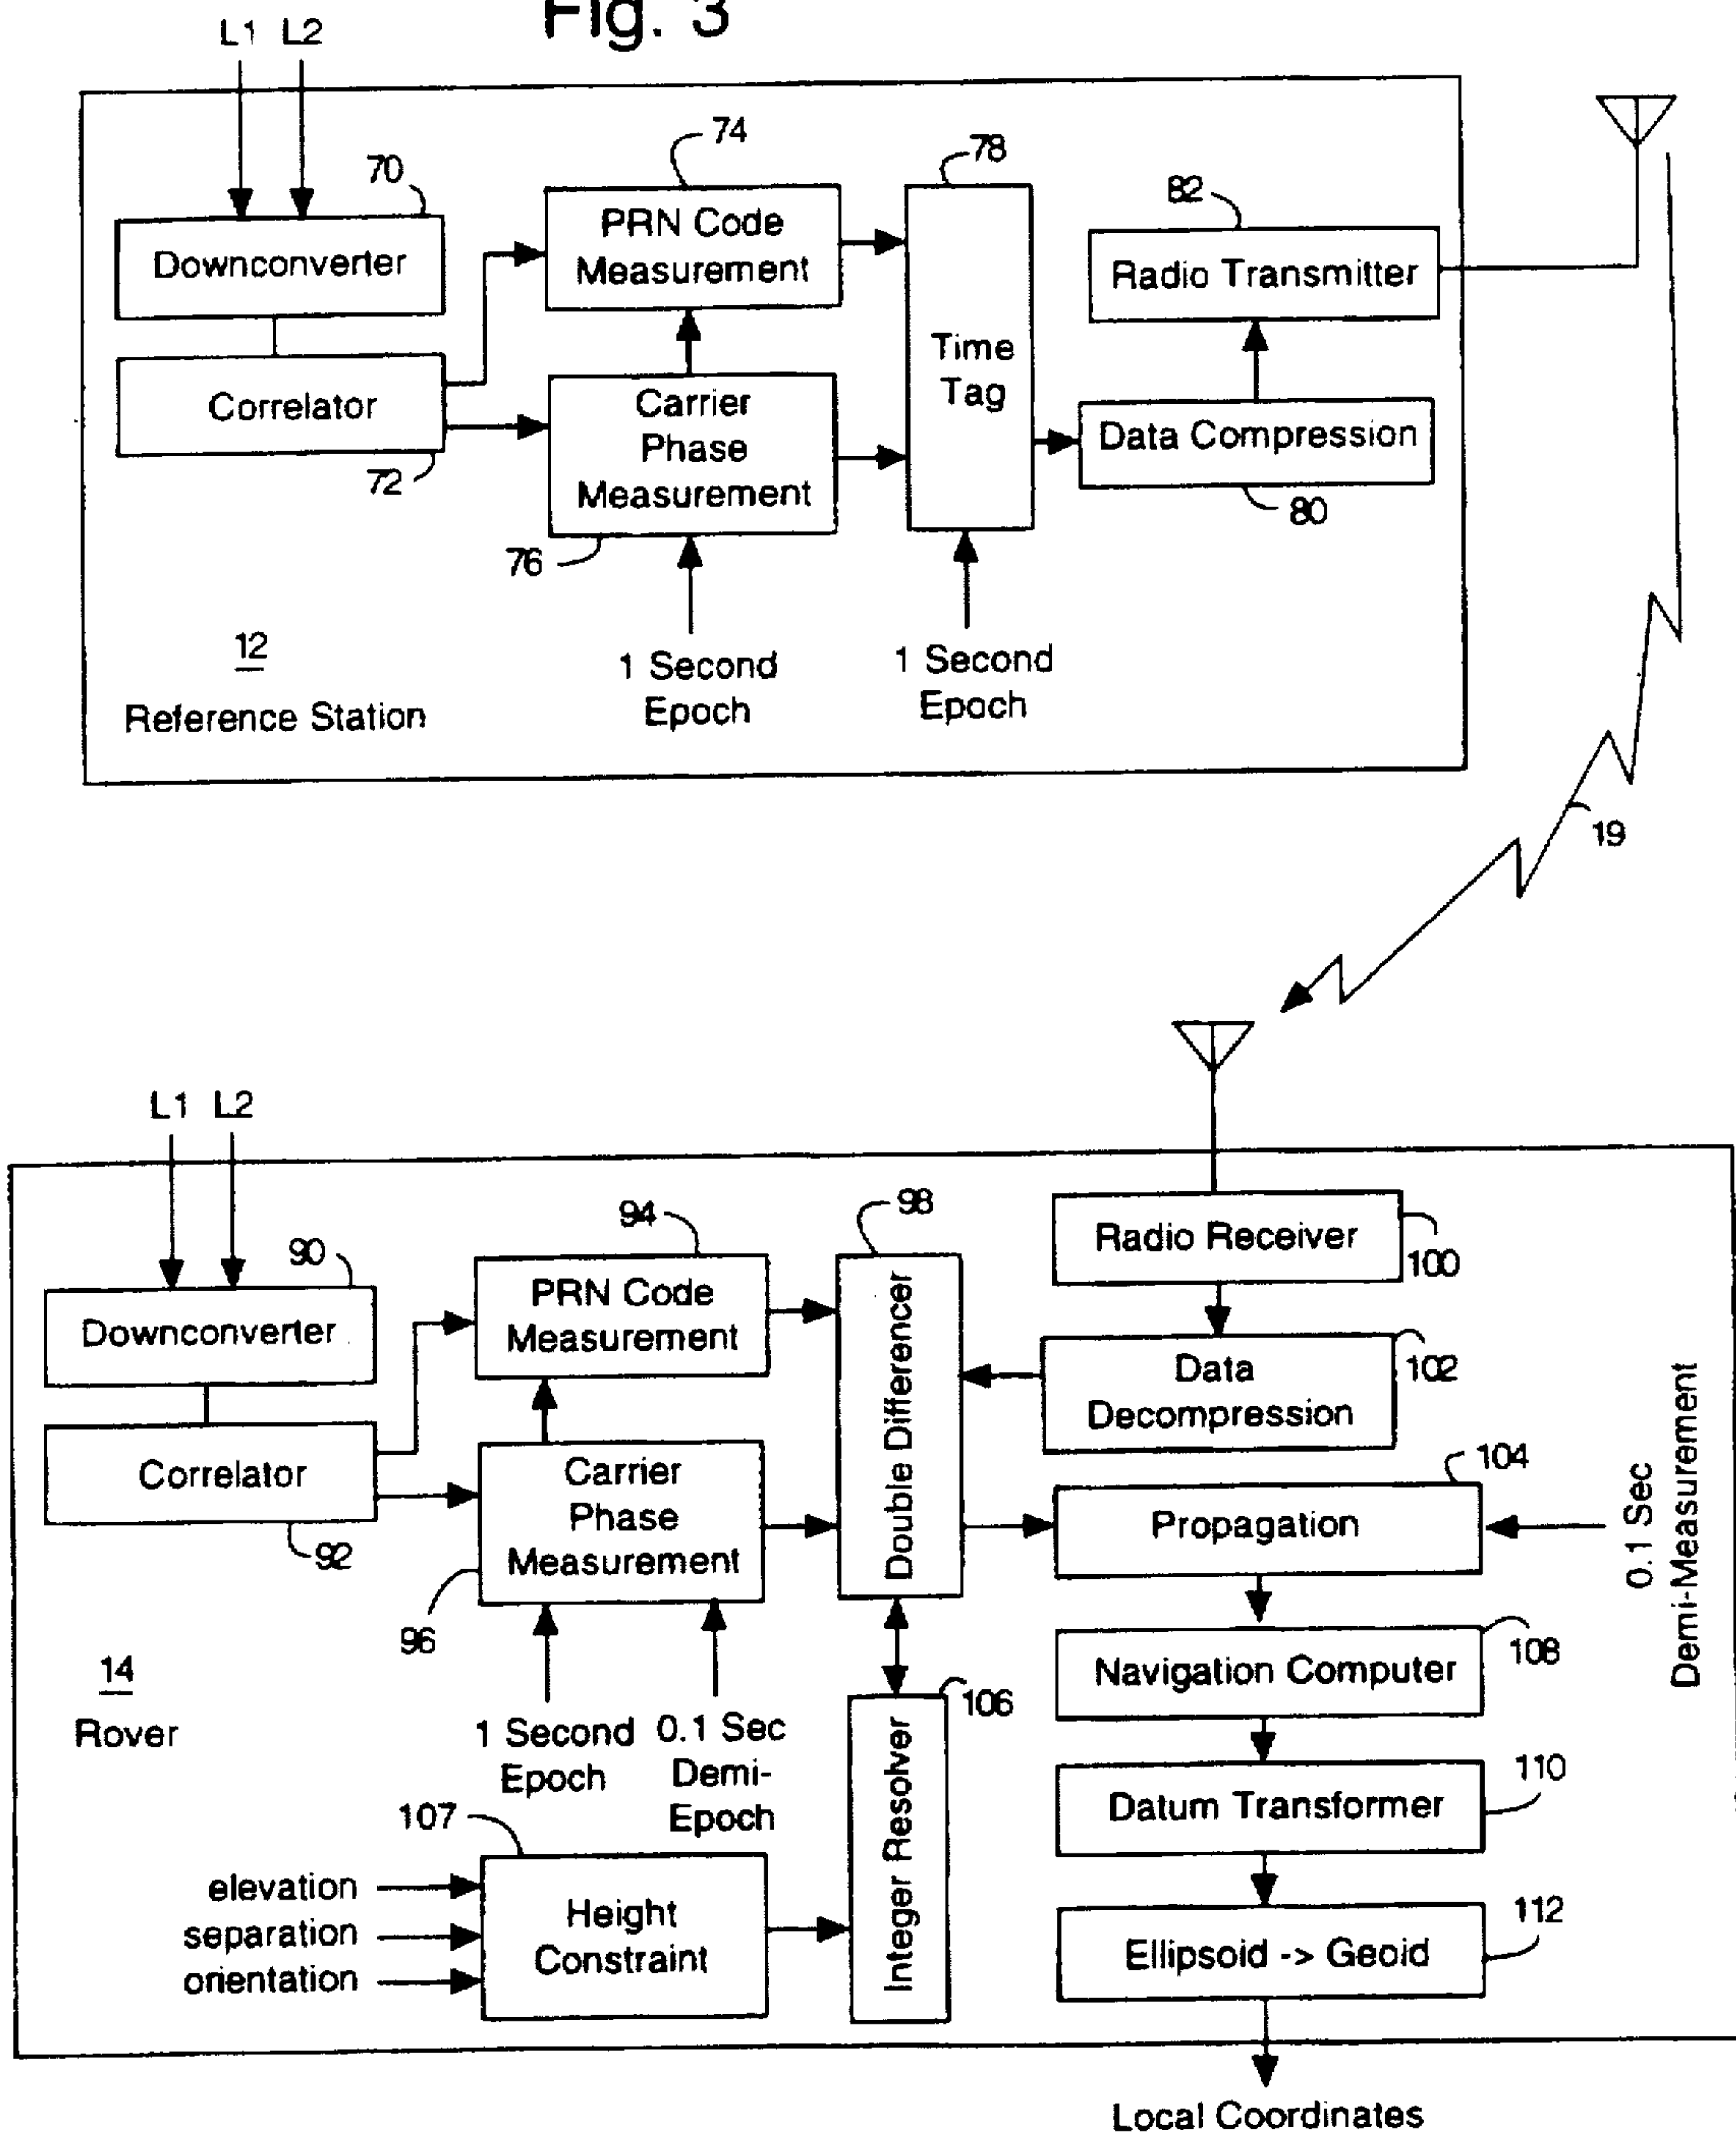 Fig. 3
L1 L2
70
Downconverter
Correlator
72
74
PRN Code
Measurement
Carrier
Phase
Measurement
76
78
Time
Tag
82
Radio Transmitter
Data Compression
80
1 Second
Epoch
1 Second
Epoch
12
Reference Station
19
L1 L2
90
Downconverter
Correlator
92
94
PRN Code
Measurement
Carrier
Phase
Measurement
96
98
Double Differencer
Radio Receiver
100
Data
Decompression
102
104
Propagation
0.1 Sec
Demi-Measurement
14
Rover
1 Second
Epoch
0.1 Sec
Demi-
Epoch
106
Integer Resolver
Navigation Computer
108
Datum Transformer
110
107
elevation
separation
orientation
Height
Constraint
Ellipsoid -> Geoid
112
Local Coordinates